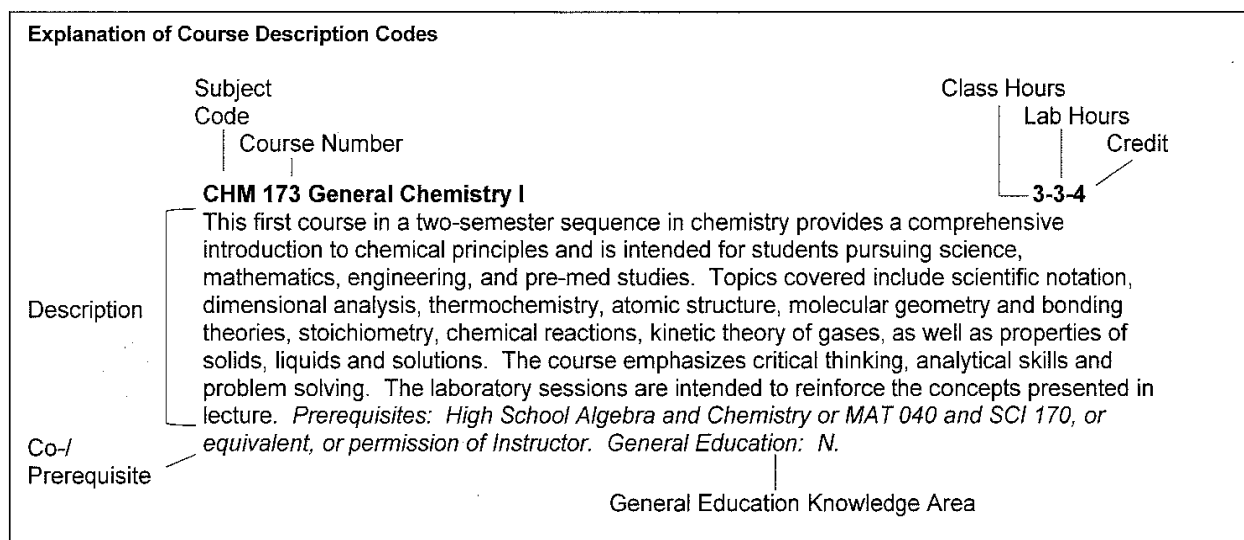 Explanation of Course Description Codes
Subject Code
Class Hours
Lab Hours
Course Number
Credit
CHM 173 General Chemistry I 3-3-4
This first course in a two-semester sequence in chemistry provides a comprehensive
introduction to chemical principles and is intended for students pursuing science,
mathematics, engineering, and pre-med studies. Topics covered include scientific notation,
Description
dimensional analysis, thermochemistry, atomic structure, molecular geometry and bonding
theories, stoichiometry, chemical reactions, kinetic theory of gases, as well as properties of
solids, liquids and solutions. The course emphasizes critical thinking, analytical skills and
problem solving. The laboratory sessions are intended to reinforce the concepts presented in
lecture. Prerequisites: High School Algebra and Chemistry or MAT 040 and SCI 170, or
equivalent, or permission of Instructor. General Education: N.
Co-/
Prerequisite
General Education Knowledge Area